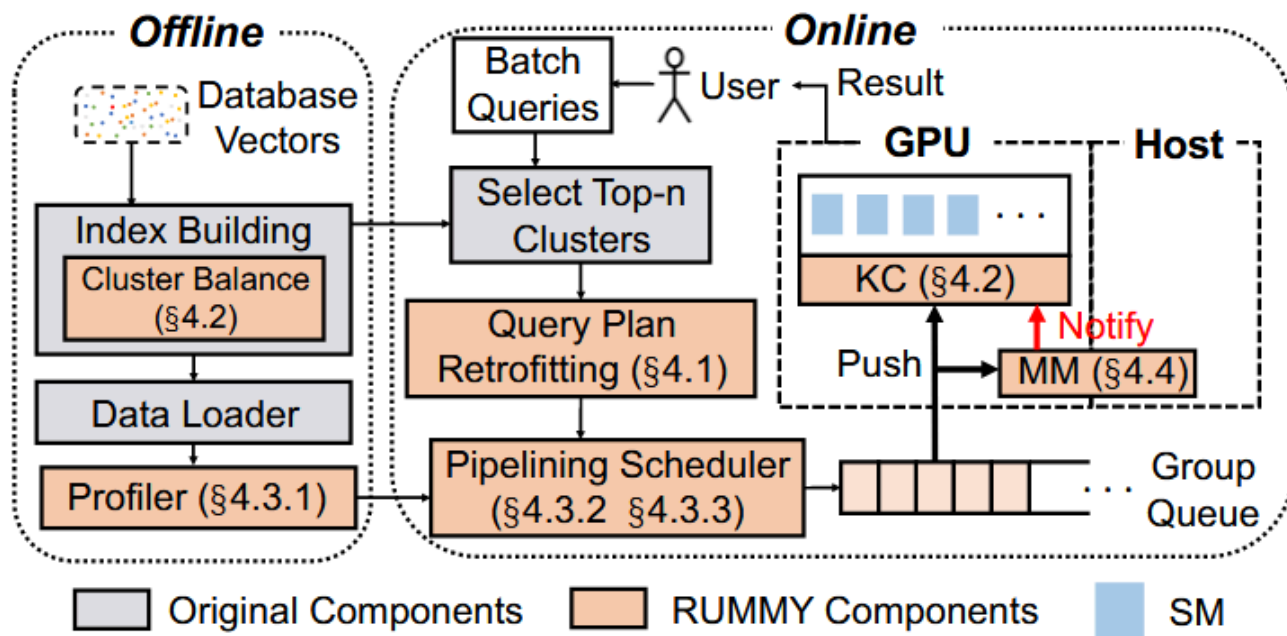 Offline
Database
Vectors
Index Building
Cluster Balance
(§4.2)
Data Loader
Profiler (§4.3.1)
Online
Batch
Queries
User
Result
Select Top-n
Clusters
Query Plan
Retrofitting (§4.1)
Pipelining Scheduler
(§4.3.2 §4.3.3)
GPU
Host
. . .
KC (§4.2)
Notify
Push
MM (§4.4)
. . .
Group
Queue
Original Components
RUMMY Components
SM